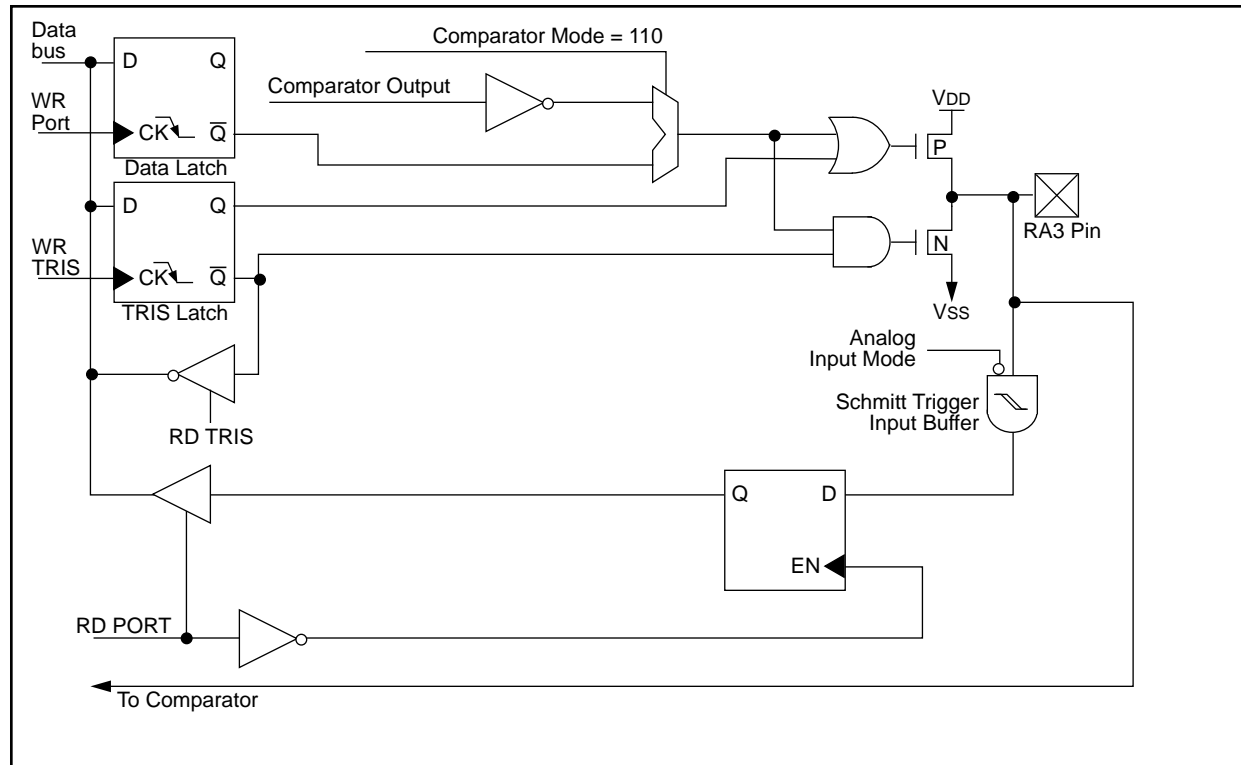 Data
bus
D
Q
WR
Port
CK
Q
Data Latch
Comparator Mode = 110
Comparator Output
VDD
P
RA3 Pin
N
VSS
D
Q
WR
TRIS
CK
Q
TRIS Latch
RD TRIS
Analog
Input Mode
Schmitt Trigger
Input Buffer
Q
D
EN
RD PORT
To Comparator